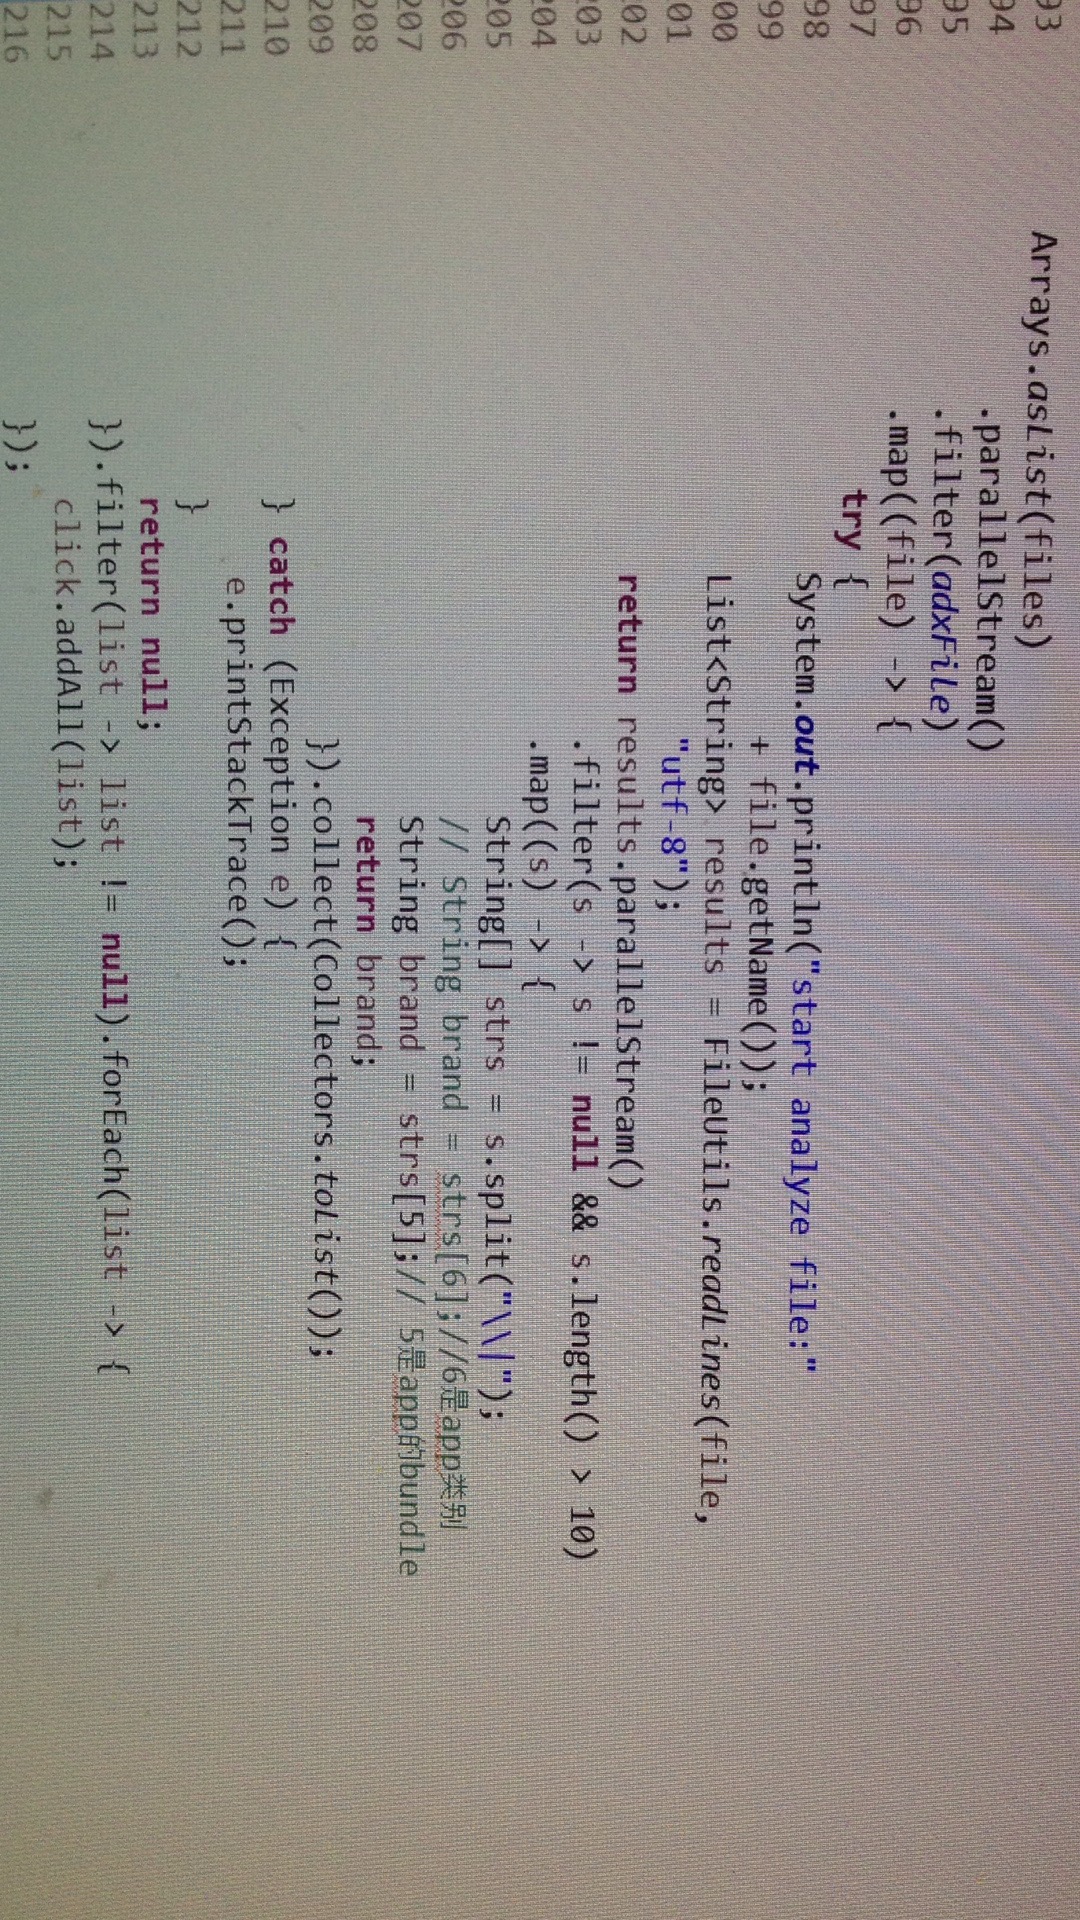 93 Arrays.asList(files)
94 .parallelStream()
95 .filter(adxFile)
96 .map((file) -> {
97 try {
98 System.out.println("start analyze file:"
99 + file.getName());
00 List<String> results = FileUtils.readLines(file,
01 "utf-8");
02 return results.parallelStream()
03 .filter(s -> s != null && s.length() > 10)
204 .map((s) -> {
205 String[] strs = s.split("\\|");
206 // String brand = strs[6];//6是app类别
207 String brand = strs[5];// 5是app的bundle
208 return brand;
209 }).collect(Collectors.toList());
210 } catch (Exception e) {
211 e.printStackTrace();
212 }
213 return null;
214 }).filter(list -> list != null).forEach(list -> {
215 click.addAll(list);
216 });